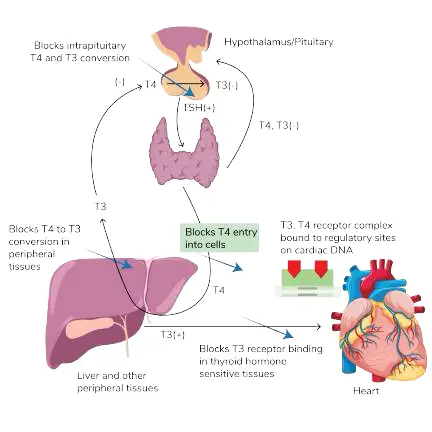 Blocks intrapituitary
T4 and T3 conversion
Hypothalamus/Pituitary
(-)
T4
T3(-)
TSH(+)
T4, T3(-)
T3
Blocks T4 to T3
conversion in
peripheral
tissues
Blocks T4 entry
into cells
T3, T4 receptor complex
bound to regulatory sites
on cardiac DNA
T4
T3(+)
Blocks T3 receptor binding
in thyroid hormone
sensitive tissues
Liver and other
peripheral tissues
Heart